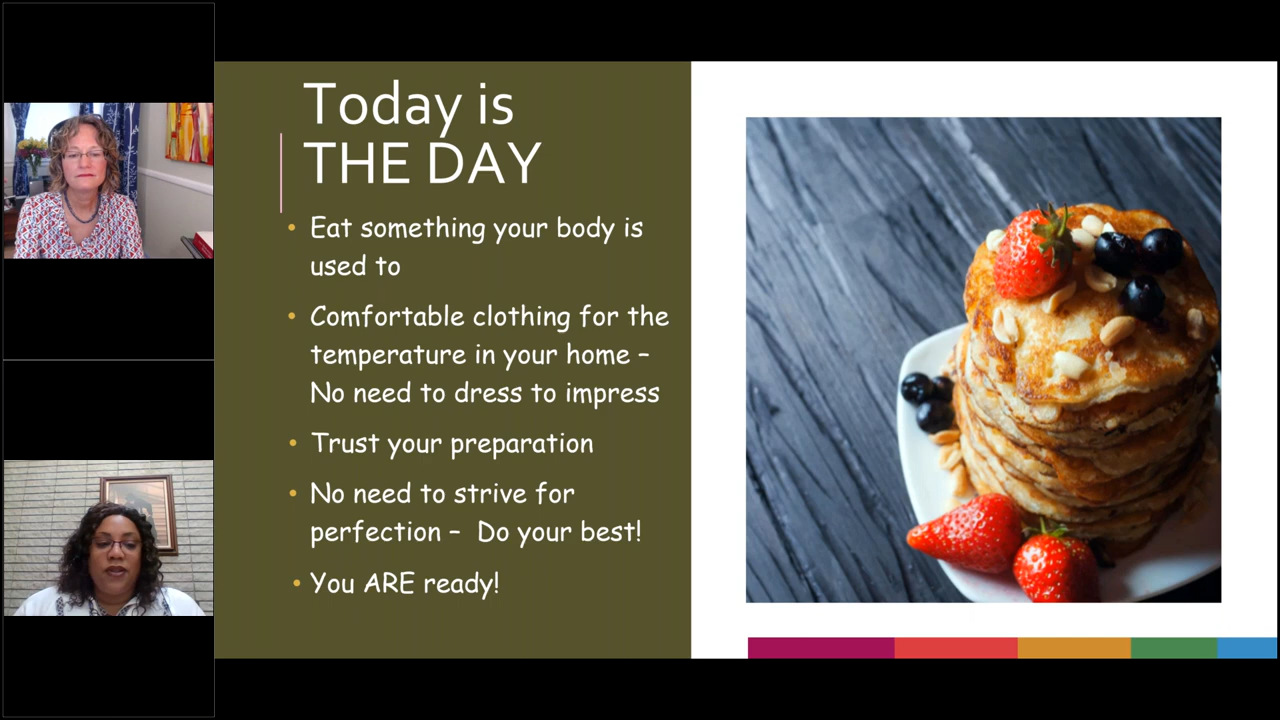 Today is
THE DAY
• Eat something your body is
used to
• Comfortable clothing for the
temperature in your home –
No need to dress to impress
• Trust your preparation
• No need to strive for
perfection – Do your best!
• You ARE ready!